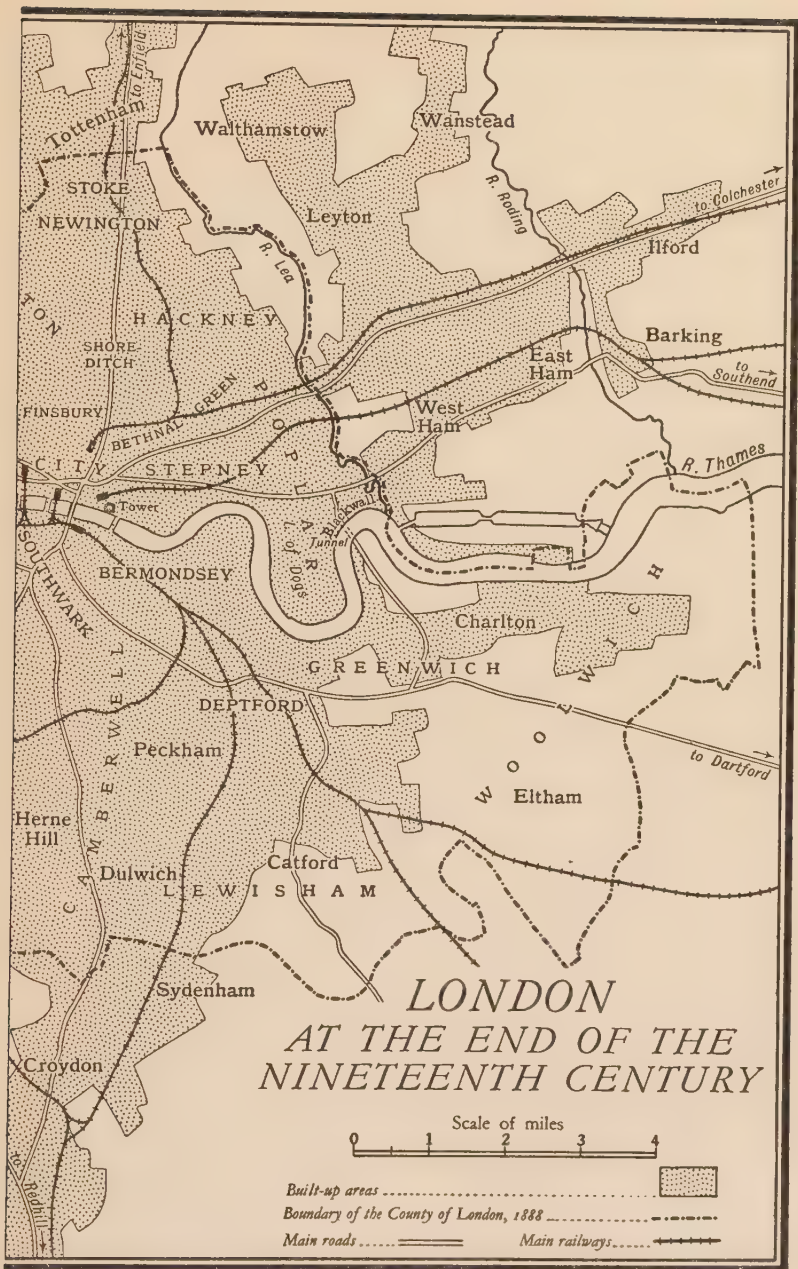 to Enfield
Tottenham
Walthamstow
Wanstead
STOKE
NEWINGTON
R. Roding
to Colchester
Leyton
R. Lea
Ilford
TON
HACKNEY
SHORE
DITCH
Barking
East
Ham
to
Southend
FINSBURY
BETHNAL GREEN
POPLAR
West
Ham
CITY
STEPNEY
R. Thames
Tower
Blackwall
Tunnel
I. of Dogs
SOUTHWARK
BERMONDSEY
Charlton
WOOLWICH
GREENWICH
DEPTFORD
CAMBERWELL
Peckham
to Dartford
Eltham
Herne
Hill
Dulwich
Catford
LEWISHAM
Sydenham
Croydon
to Redhill
LONDON
AT THE END OF THE
NINETEENTH CENTURY
Scale of miles
0 1 2 3 4
Built-up areas
Boundary of the County of London, 1888
Main roads Main railways